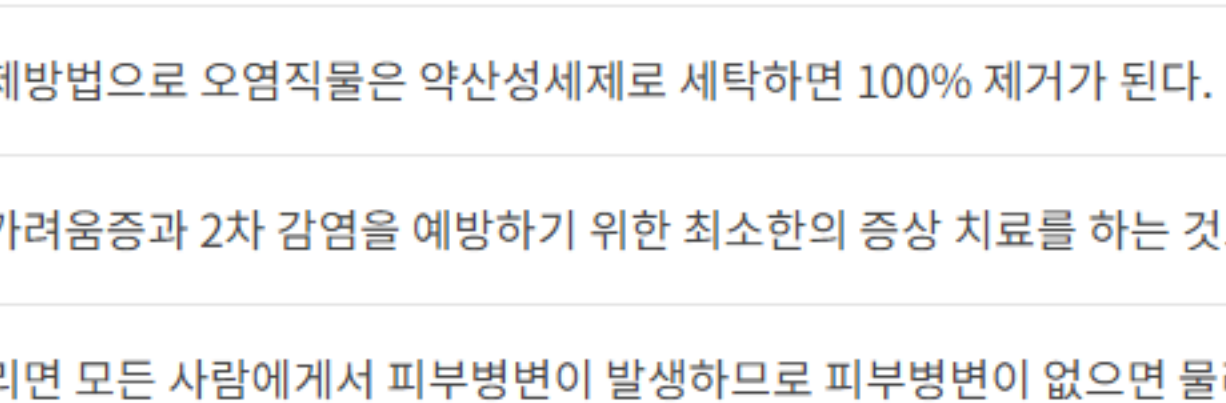 제방법으로 오염직물은 약산성세제로 세탁하면 100% 제거가 된다.
가려움증과 2차 감염을 예방하기 위한 최소한의 증상 치료를 하는 것
리면 모든 사람에게서 피부병변이 발생하므로 피부병변이 없으면 물